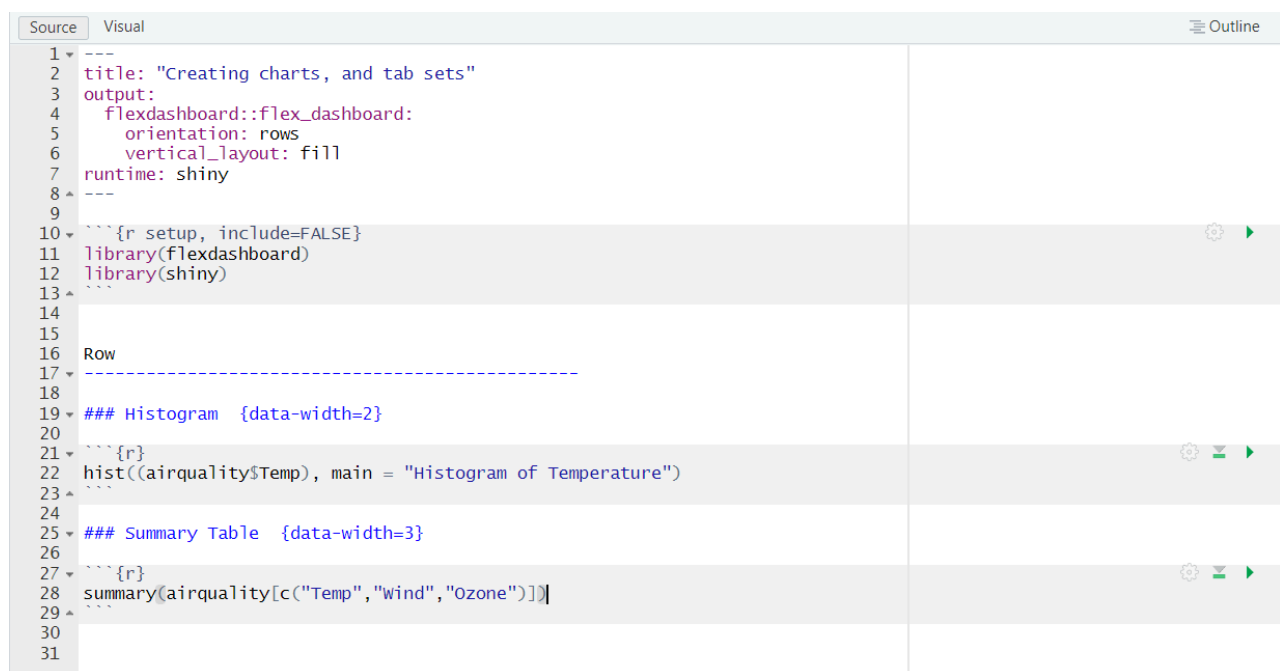 Source Visual Outline
1 ---
2 title: "Creating charts, and tab sets"
3 output:
4   flexdashboard::flex_dashboard:
5     orientation: rows
6     vertical_layout: fill
7 runtime: shiny
8 ---
9
10 ```{r setup, include=FALSE}
11 library(flexdashboard)
12 library(shiny)
13 ```
14
15
16 Row
17 ------------------------------------------------
18
19 ### Histogram  {data-width=2}
20
21 ```{r}
22 hist((airquality$Temp), main = "Histogram of Temperature")
23 ```
24
25 ### Summary Table  {data-width=3}
26
27 ```{r}
28 summary(airquality[c("Temp","Wind","Ozone")])
29 ```
30
31